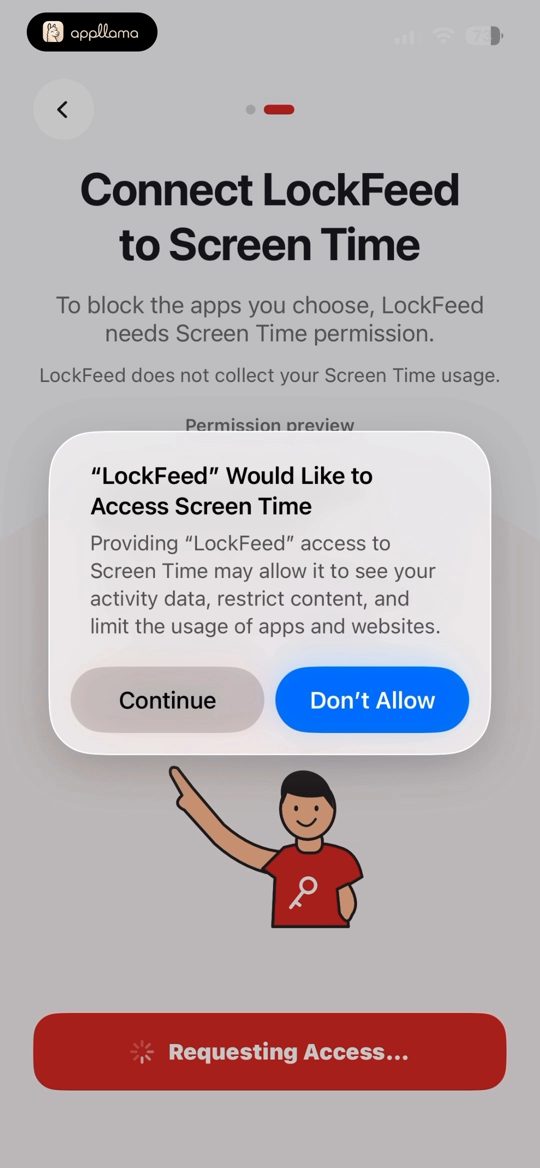 appllama
73
Connect LockFeed
to Screen Time
To block the apps you choose, LockFeed
needs Screen Time permission.
LockFeed does not collect your Screen Time usage.
Permission preview
“LockFeed” Would Like to
Access Screen Time
Providing “LockFeed” access to
Screen Time may allow it to see your
activity data, restrict content, and
limit the usage of apps and websites.
Continue
Don’t Allow
Requesting Access...